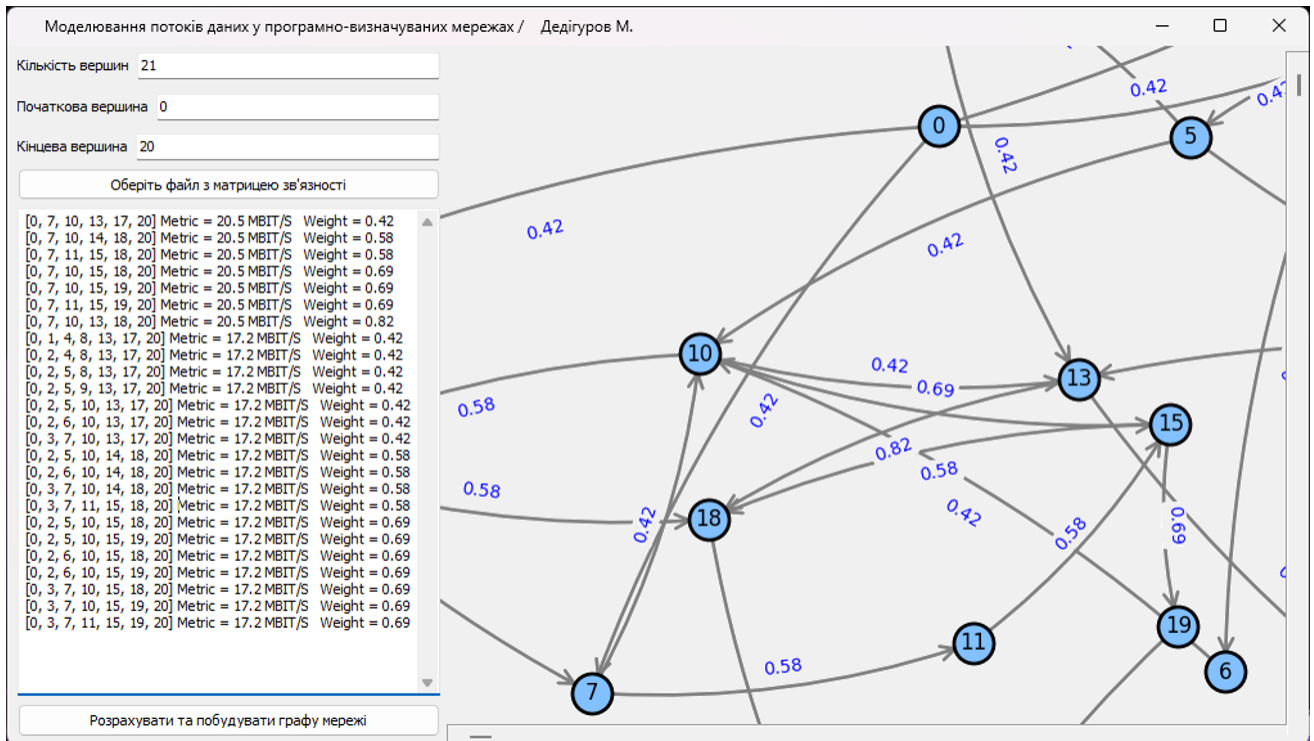 Моделювання потоків даних у програмно-визначуваних мережах / Дедігуров М.
Кількість вершин 21
Початкова вершина 0
Кінцева вершина 20
Оберіть файл з матрицею зв'язності
[0, 7, 10, 13, 17, 20] Metric = 20.5 MBIT/S Weight = 0.42
[0, 7, 10, 14, 18, 20] Metric = 20.5 MBIT/S Weight = 0.58
[0, 7, 11, 15, 18, 20] Metric = 20.5 MBIT/S Weight = 0.58
[0, 7, 10, 15, 18, 20] Metric = 20.5 MBIT/S Weight = 0.69
[0, 7, 10, 15, 19, 20] Metric = 20.5 MBIT/S Weight = 0.69
[0, 7, 11, 15, 19, 20] Metric = 20.5 MBIT/S Weight = 0.69
[0, 7, 10, 13, 18, 20] Metric = 20.5 MBIT/S Weight = 0.82
[0, 1, 4, 8, 13, 17, 20] Metric = 17.2 MBIT/S Weight = 0.42
[0, 2, 4, 8, 13, 17, 20] Metric = 17.2 MBIT/S Weight = 0.42
[0, 2, 5, 8, 13, 17, 20] Metric = 17.2 MBIT/S Weight = 0.42
[0, 2, 5, 9, 13, 17, 20] Metric = 17.2 MBIT/S Weight = 0.42
[0, 2, 5, 10, 13, 17, 20] Metric = 17.2 MBIT/S Weight = 0.42
[0, 2, 6, 10, 13, 17, 20] Metric = 17.2 MBIT/S Weight = 0.42
[0, 3, 7, 10, 13, 17, 20] Metric = 17.2 MBIT/S Weight = 0.42
[0, 2, 5, 10, 14, 18, 20] Metric = 17.2 MBIT/S Weight = 0.58
[0, 2, 6, 10, 14, 18, 20] Metric = 17.2 MBIT/S Weight = 0.58
[0, 3, 7, 10, 14, 18, 20] Metric = 17.2 MBIT/S Weight = 0.58
[0, 3, 7, 11, 15, 18, 20] Metric = 17.2 MBIT/S Weight = 0.58
[0, 2, 5, 10, 15, 18, 20] Metric = 17.2 MBIT/S Weight = 0.69
[0, 2, 5, 10, 15, 19, 20] Metric = 17.2 MBIT/S Weight = 0.69
[0, 2, 6, 10, 15, 18, 20] Metric = 17.2 MBIT/S Weight = 0.69
[0, 2, 6, 10, 15, 19, 20] Metric = 17.2 MBIT/S Weight = 0.69
[0, 3, 7, 10, 15, 18, 20] Metric = 17.2 MBIT/S Weight = 0.69
[0, 3, 7, 10, 15, 19, 20] Metric = 17.2 MBIT/S Weight = 0.69
[0, 3, 7, 11, 15, 19, 20] Metric = 17.2 MBIT/S Weight = 0.69
Розрахувати та побудувати графу мережі
0.42
0.42
0
5
0.42
0.42
0.42
10
0.42
0.69
13
0.58
0.42
15
0.82
0.58
0.58
0.42
18
0.42
0.58
0.69
19
11
6
0.58
7